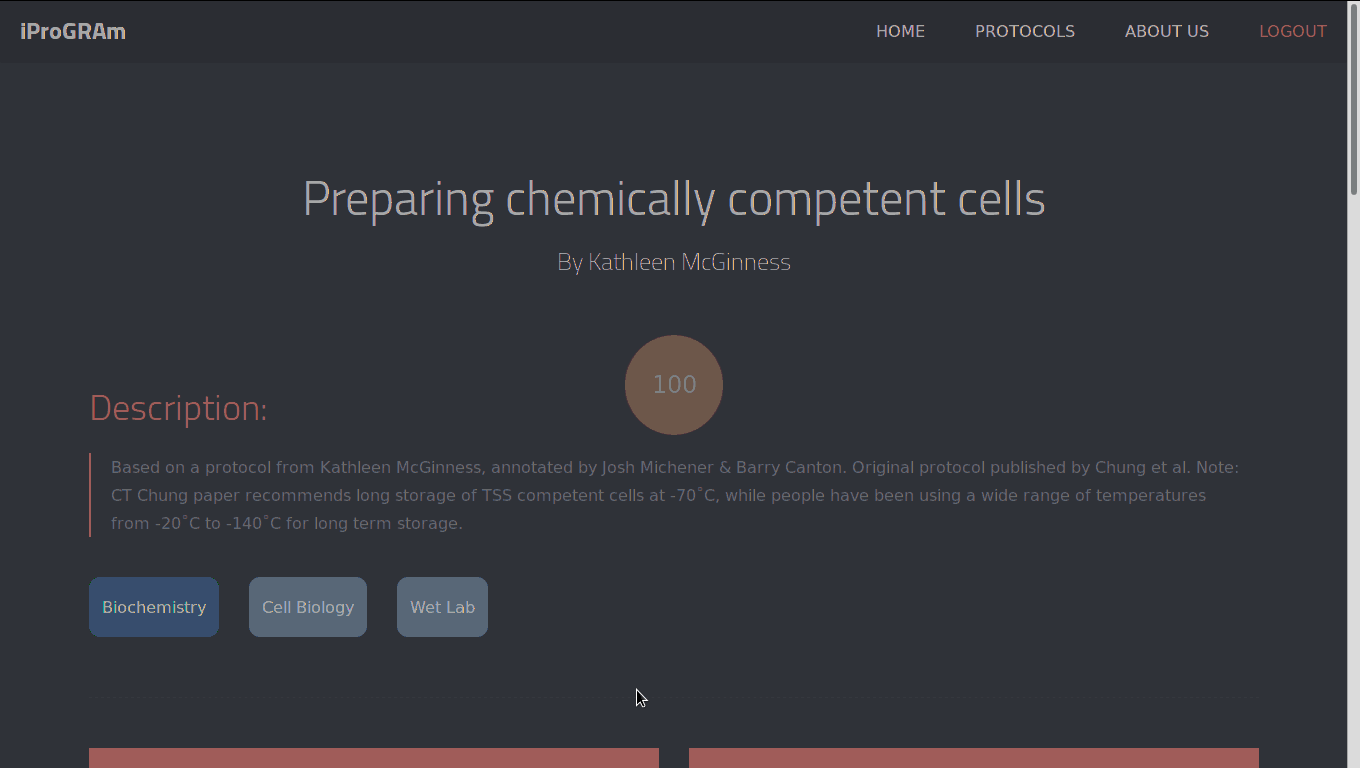 iProGRAm
HOME PROTOCOLS ABOUT US LOGOUT
Preparing chemically competent cells
By Kathleen McGinness
100
Description:
Based on a protocol from Kathleen McGinness, annotated by Josh Michener & Barry Canton. Original protocol published by Chung et al. Note:
CT Chung paper recommends long storage of TSS competent cells at -70˚C, while people have been using a wide range of temperatures
from -20˚C to -140˚C for long term storage.
Biochemistry Cell Biology Wet Lab